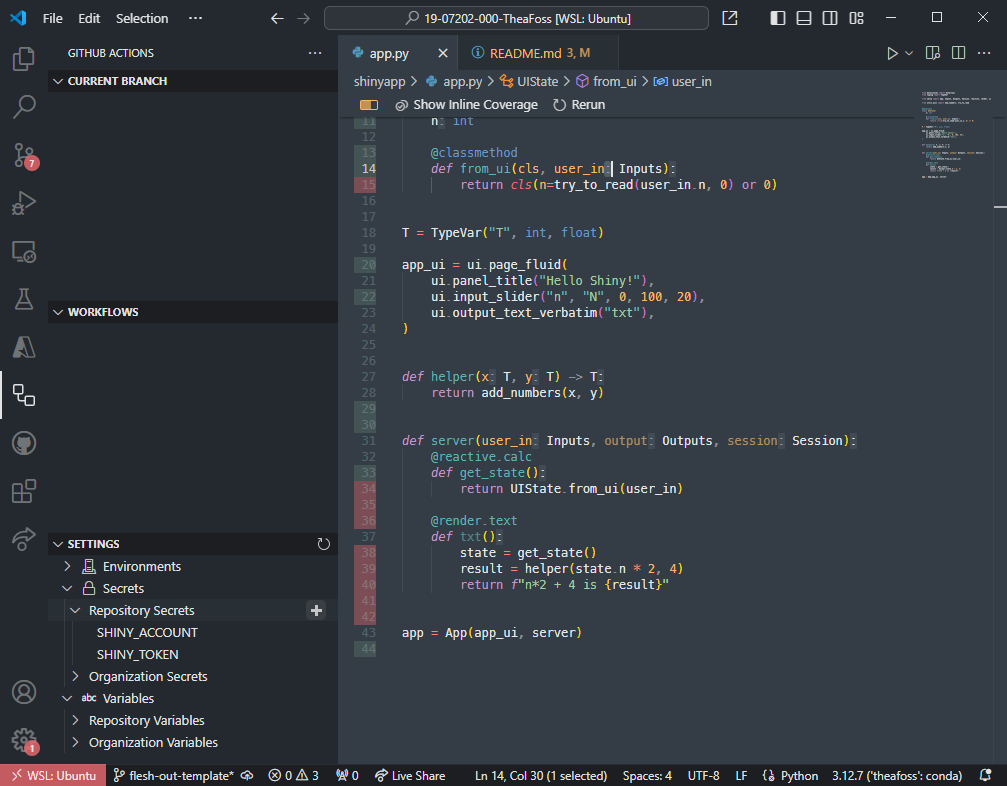 File Edit Selection ··· 19-07202-000-TheaFoss [WSL: Ubuntu]
GITHUB ACTIONS ···
CURRENT BRANCH
WORKFLOWS
SETTINGS
Environments
Secrets
Repository Secrets
SHINY_ACCOUNT
SHINY_TOKEN
Organization Secrets
abc Variables
Repository Variables
Organization Variables
7
1
app.py README.md 3, M
shinyapp > app.py > UIState > from_ui > user_in
Show Inline Coverage Rerun
11 n: int
12
13 @classmethod
14 def from_ui(cls, user_in: Inputs):
15 return cls(n=try_to_read(user_in.n, 0) or 0)
16
17
18 T = TypeVar("T", int, float)
19
20 app_ui = ui.page_fluid(
21 ui.panel_title("Hello Shiny!"),
22 ui.input_slider("n", "N", 0, 100, 20),
23 ui.output_text_verbatim("txt"),
24 )
25
26
27 def helper(x: T, y: T) -> T:
28 return add_numbers(x, y)
29
30
31 def server(user_in: Inputs, output: Outputs, session: Session):
32 @reactive.calc
33 def get_state():
34 return UIState.from_ui(user_in)
35
36 @render.text
37 def txt():
38 state = get_state()
39 result = helper(state.n * 2, 4)
40 return f"n*2 + 4 is {result}"
41
42
43 app = App(app_ui, server)
44
WSL: Ubuntu flesh-out-template* 0 3 0 Live Share Ln 14, Col 30 (1 selected) Spaces: 4 UTF-8 LF Python 3.12.7 ('theafoss': conda)